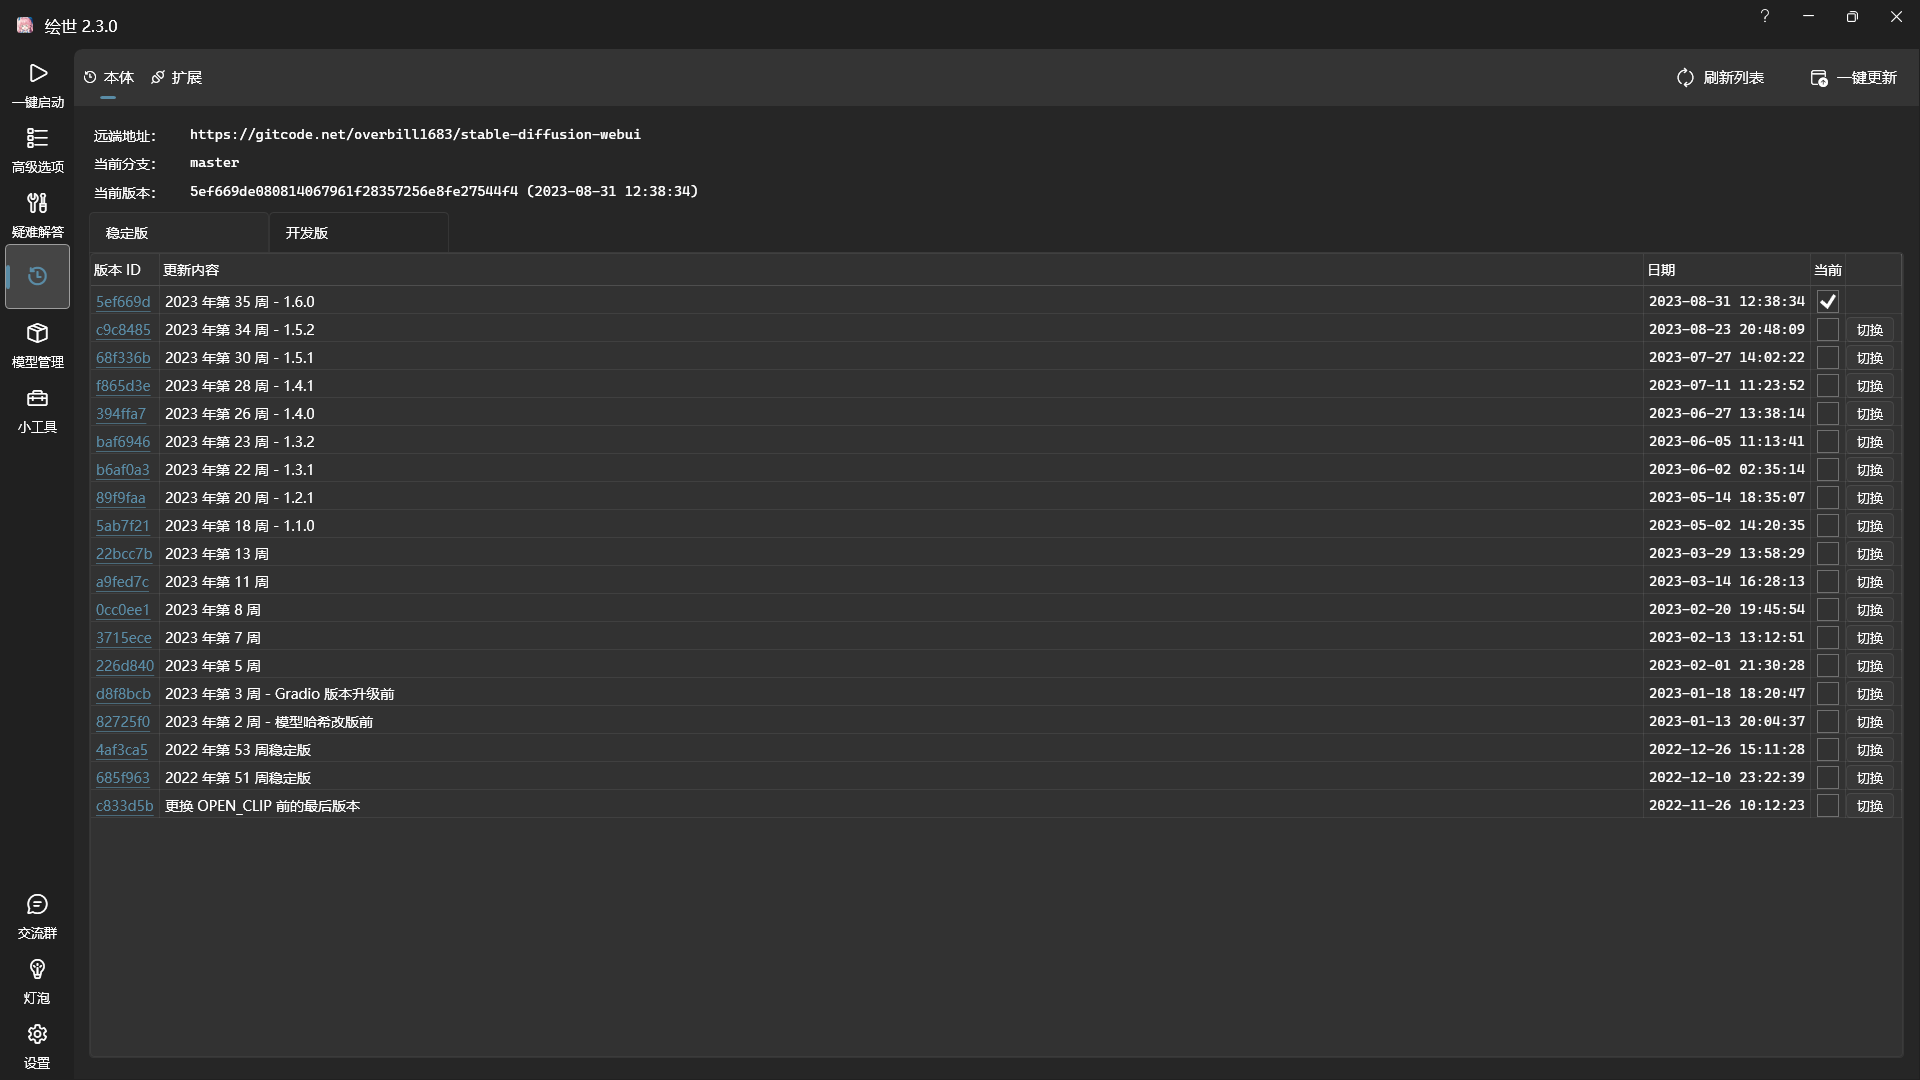 绘世 2.3.0
一键启动
高级选项
疑难解答
模型管理
小工具
交流群
灯泡
设置
本体 扩展 刷新列表 一键更新
远端地址： https://gitcode.net/overbill1683/stable-diffusion-webui
当前分支： master
当前版本： 5ef669de080814067961f28357256e8fe27544f4 (2023-08-31 12:38:34)
稳定版 开发版
版本 ID 更新内容 日期 当前
5ef669d 2023 年第 35 周 - 1.6.0 2023-08-31 12:38:34
c9c8485 2023 年第 34 周 - 1.5.2 2023-08-23 20:48:09 切换
68f336b 2023 年第 30 周 - 1.5.1 2023-07-27 14:02:22 切换
f865d3e 2023 年第 28 周 - 1.4.1 2023-07-11 11:23:52 切换
394ffa7 2023 年第 26 周 - 1.4.0 2023-06-27 13:38:14 切换
baf6946 2023 年第 23 周 - 1.3.2 2023-06-05 11:13:41 切换
b6af0a3 2023 年第 22 周 - 1.3.1 2023-06-02 02:35:14 切换
89f9faa 2023 年第 20 周 - 1.2.1 2023-05-14 18:35:07 切换
5ab7f21 2023 年第 18 周 - 1.1.0 2023-05-02 14:20:35 切换
22bcc7b 2023 年第 13 周 2023-03-29 13:58:29 切换
a9fed7c 2023 年第 11 周 2023-03-14 16:28:13 切换
0cc0ee1 2023 年第 8 周 2023-02-20 19:45:54 切换
3715ece 2023 年第 7 周 2023-02-13 13:12:51 切换
226d840 2023 年第 5 周 2023-02-01 21:30:28 切换
d8f8bcb 2023 年第 3 周 - Gradio 版本升级前 2023-01-18 18:20:47 切换
82725f0 2023 年第 2 周 - 模型哈希改版前 2023-01-13 20:04:37 切换
4af3ca5 2022 年第 53 周稳定版 2022-12-26 15:11:28 切换
685f963 2022 年第 51 周稳定版 2022-12-10 23:22:39 切换
c833d5b 更换 OPEN_CLIP 前的最后版本 2022-11-26 10:12:23 切换